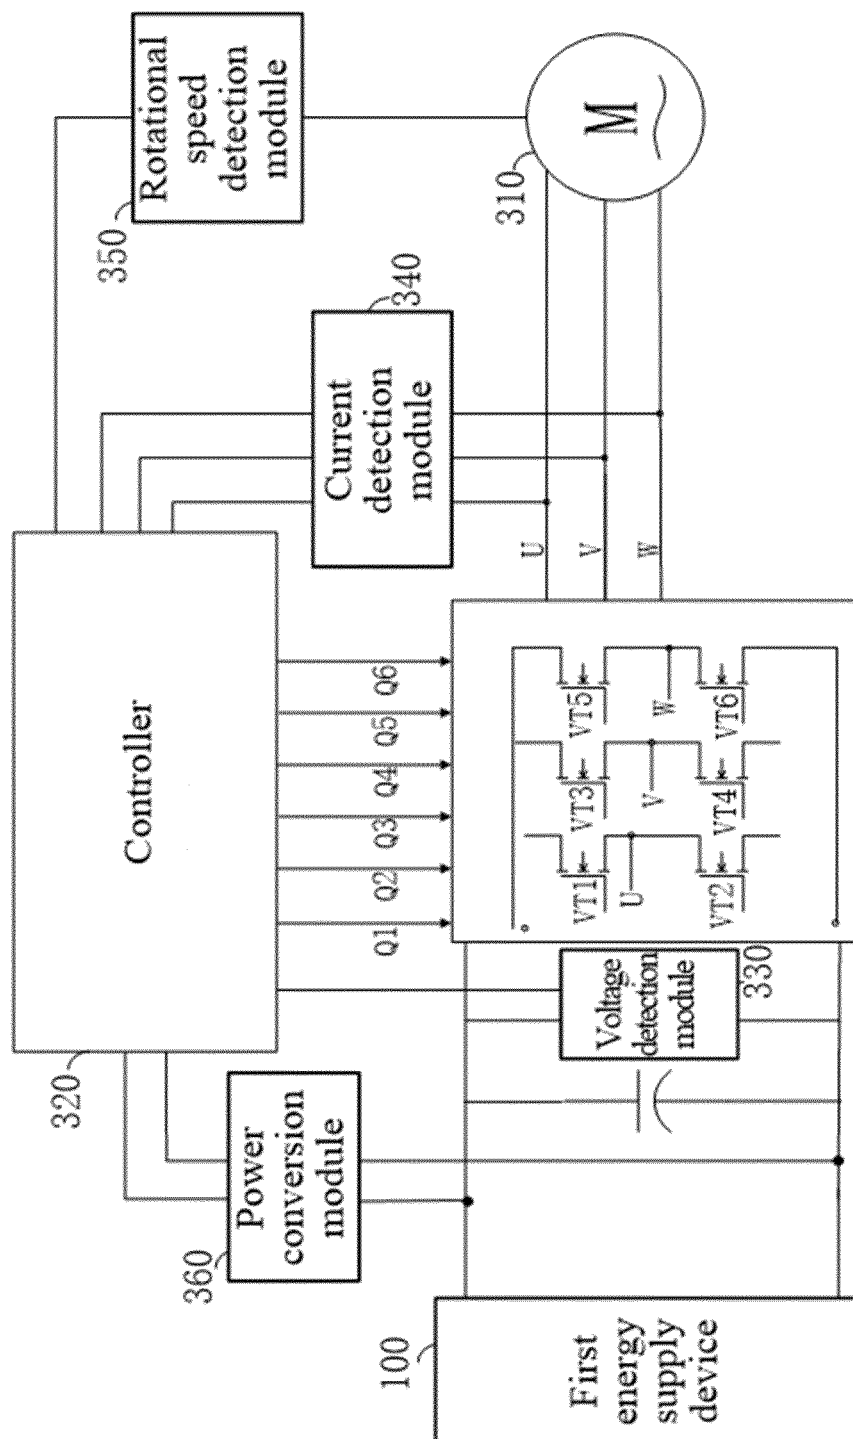 320
Controller
350
Rotational
speed
detection
module
360
Power
conversion
module
340
Current
detection
module
Q1
Q2
Q3
Q4
Q5
Q6
310
M
U
V
W
100
First
energy
supply
device
330
Voltage
detection
module
VT1
VT3
VT5
U
V
W
VT2
VT4
VT6